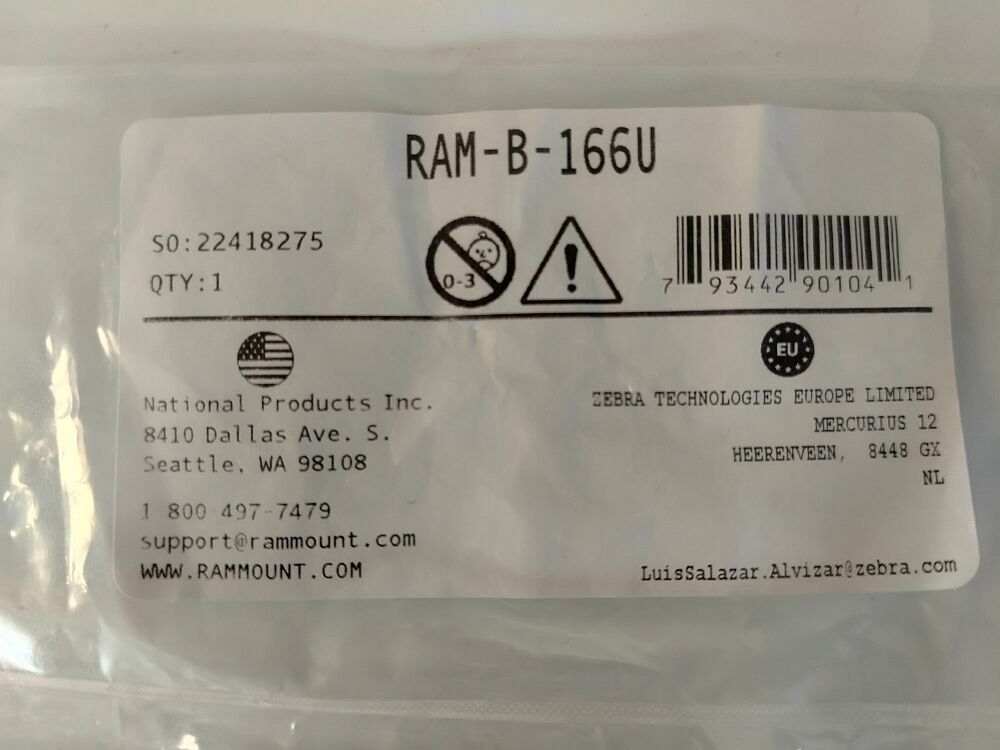 RAM-B-166U
SO:22418275
QTY:1
0-3
7 93442 90104 1
EU
National Products Inc.
8410 Dallas Ave. S.
Seattle, WA 98108
1 800-497-7479
support@rammount.com
WWW.RAMMOUNT.COM
ZEBRA TECHNOLOGIES EUROPE LIMITED
MERCURIUS 12
HEERENVEEN, 8448 GX
NL
LuisSalazar.Alvizar@zebra.com